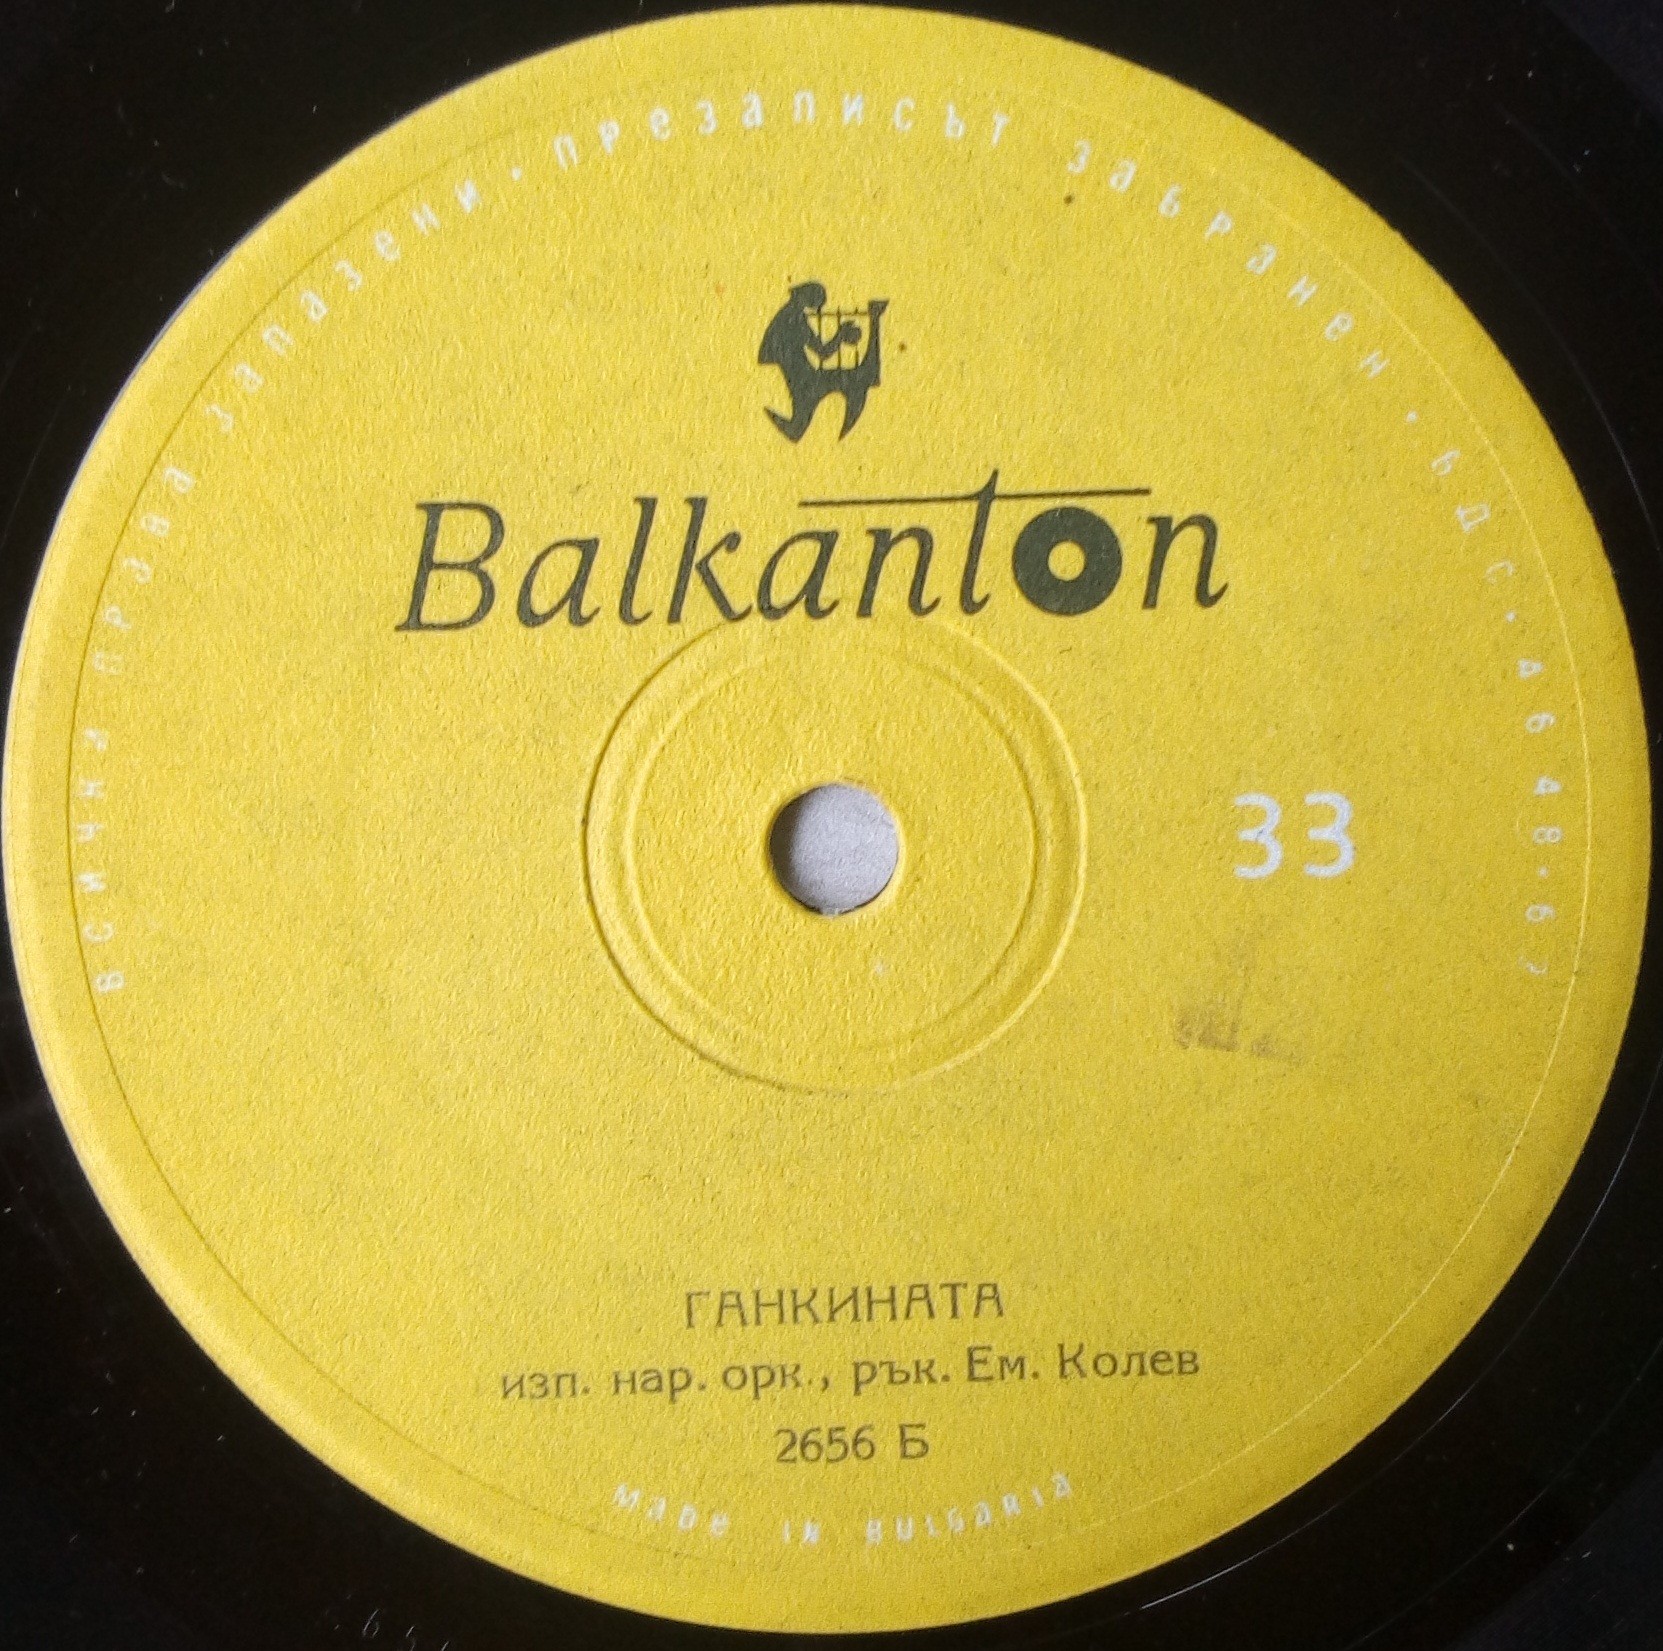 всички права запазени · презаписът забранен · БДС · 4648 · 67
Balkanton
33
ГАНКИНАТА
изп. нар. орк., рък. Ем. Колев
2656 Б
made in Bulgaria